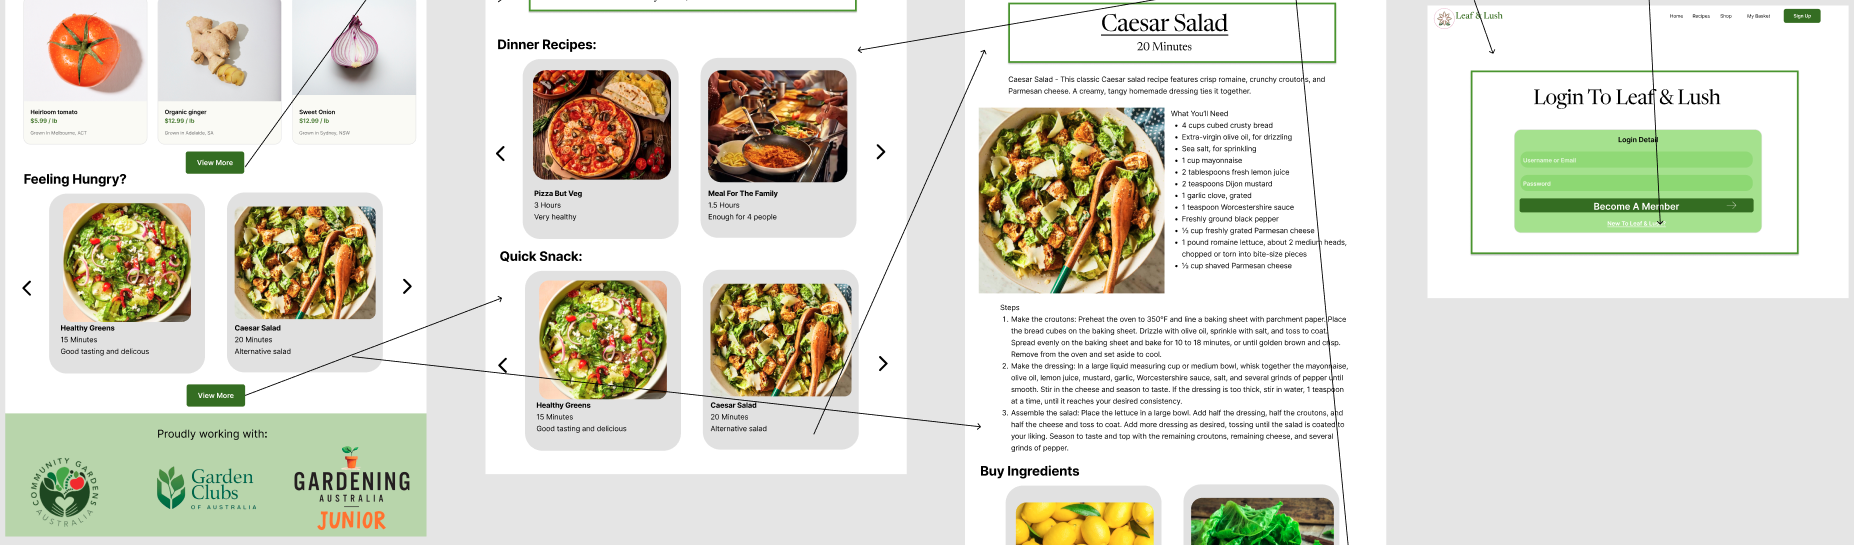 Heirloom tomato
$5.99 / lb
Grown in Melbourne, ACT
Organic ginger
$12.99 / lb
Grown in Adelaide, SA
Sweet Onion
$12.99 / lb
Grown in Sydney, NSW
View More
Feeling Hungry?
Healthy Greens
15 Minutes
Good tasting and delicous
Caesar Salad
20 Minutes
Alternative salad
View More
Proudly working with:
COMMUNITY GARDENS AUSTRALIA
Garden
Clubs
OF AUSTRALIA
GARDENING
AUSTRALIA
JUNIOR
Dinner Recipes:
Pizza But Veg
3 Hours
Very healthy
Meal For The Family
1.5 Hours
Enough for 4 people
Quick Snack:
Healthy Greens
15 Minutes
Good tasting and delicious
Caesar Salad
20 Minutes
Alternative salad
Caesar Salad
20 Minutes
Caesar Salad - This classic Caesar salad recipe features crisp romaine, crunchy croutons, and
Parmesan cheese. A creamy, tangy homemade dressing ties it together.
What You'll Need
• 4 cups cubed crusty bread
• Extra-virgin olive oil, for drizzling
• Sea salt, for sprinkling
• 1 cup mayonnaise
• 2 tablespoons fresh lemon juice
• 2 teaspoons Dijon mustard
• 1 garlic clove, grated
• 1 teaspoon Worcestershire sauce
• Freshly ground black pepper
• ½ cup freshly grated Parmesan cheese
• 1 pound romaine lettuce, about 2 medium heads,
chopped or torn into bite-size pieces
• ½ cup shaved Parmesan cheese
Steps
1. Make the croutons: Preheat the oven to 350°F and line a baking sheet with parchment paper. Place
the bread cubes on the baking sheet. Drizzle with olive oil, sprinkle with salt, and toss to coat.
Spread evenly on the baking sheet and bake for 10 to 18 minutes, or until golden brown and crisp.
Remove from the oven and set aside to cool.
2. Make the dressing: In a large liquid measuring cup or medium bowl, whisk together the mayonnaise,
olive oil, lemon juice, mustard, garlic, Worcestershire sauce, salt, and several grinds of pepper until
smooth. Stir in the cheese and season to taste. If the dressing is too thick, stir in water, 1 teaspoon
at a time, until it reaches your desired consistency.
3. Assemble the salad: Place the lettuce in a large bowl. Add half the dressing, half the croutons, and
half the cheese and toss to coat. Add more dressing as desired, tossing until the salad is coated to
your liking. Season to taste and top with the remaining croutons, remaining cheese, and several
grinds of pepper.
Buy Ingredients
Leaf & Lush
Home
Recipes
Shop
My Basket
Sign Up
Login To Leaf & Lush
Login Detail
Username or Email
Password
Become A Member
New To Leaf &